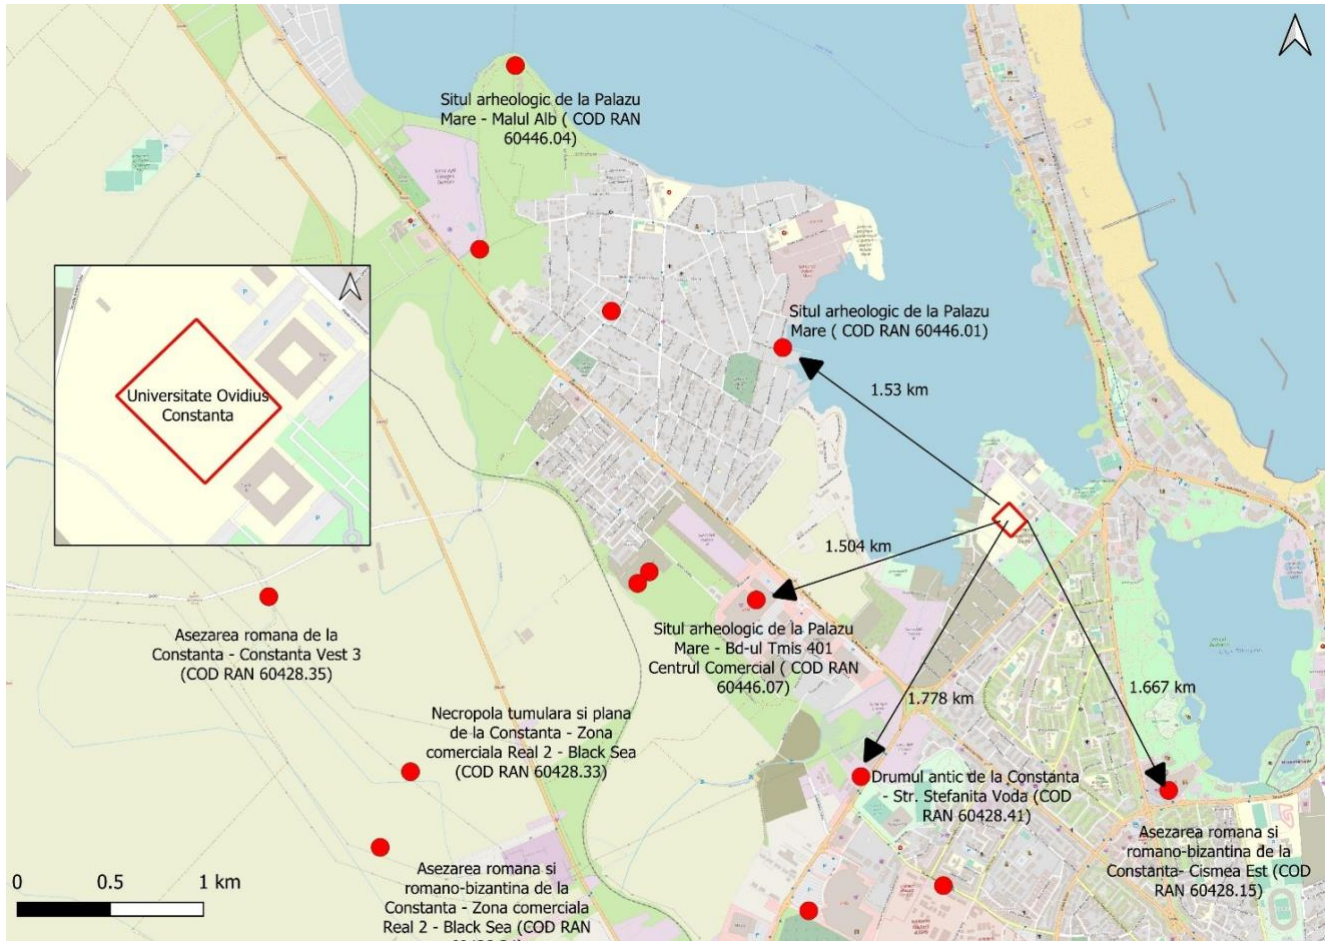 Situl arheologic de la Palazu
Mare - Malul Alb ( COD RAN
60446.04)
Situl arheologic de la Palazu
Mare ( COD RAN 60446.01)
1.53 km
Universitate Ovidius
Constanta
1.504 km
Asezarea romana de la
Constanta - Constanta Vest 3
(COD RAN 60428.35)
Situl arheologic de la Palazu
Mare - Bd-ul Tmis 401
Centrul Comercial ( COD RAN
60446.07)
1.778 km
1.667 km
Necropola tumulara si plana
de la Constanta - Zona
comerciala Real 2 - Black Sea
(COD RAN 60428.33)
Drumul antic de la Constanta
- Str. Stefanita Voda (COD
RAN 60428.41)
Asezarea romana si
romano-bizantina de la
Constanta- Cismea Est (COD
RAN 60428.15)
Asezarea romana si
romano-bizantina de la
Constanta - Zona comerciala
Real 2 - Black Sea (COD RAN
0 0.5 1 km